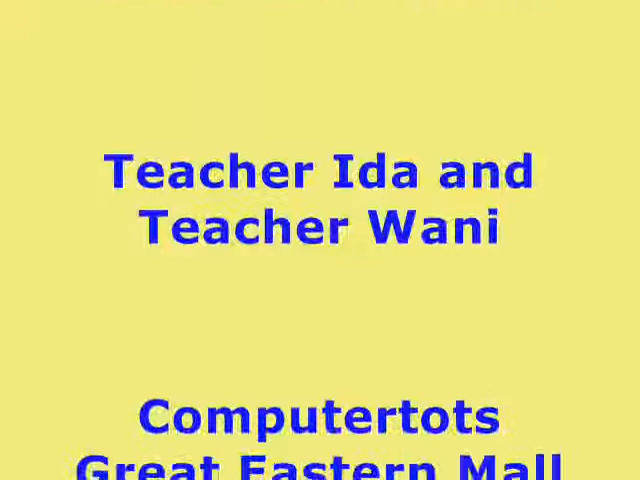 Teacher Ida and
Teacher Wani
Computertots
Great Eastern Mall